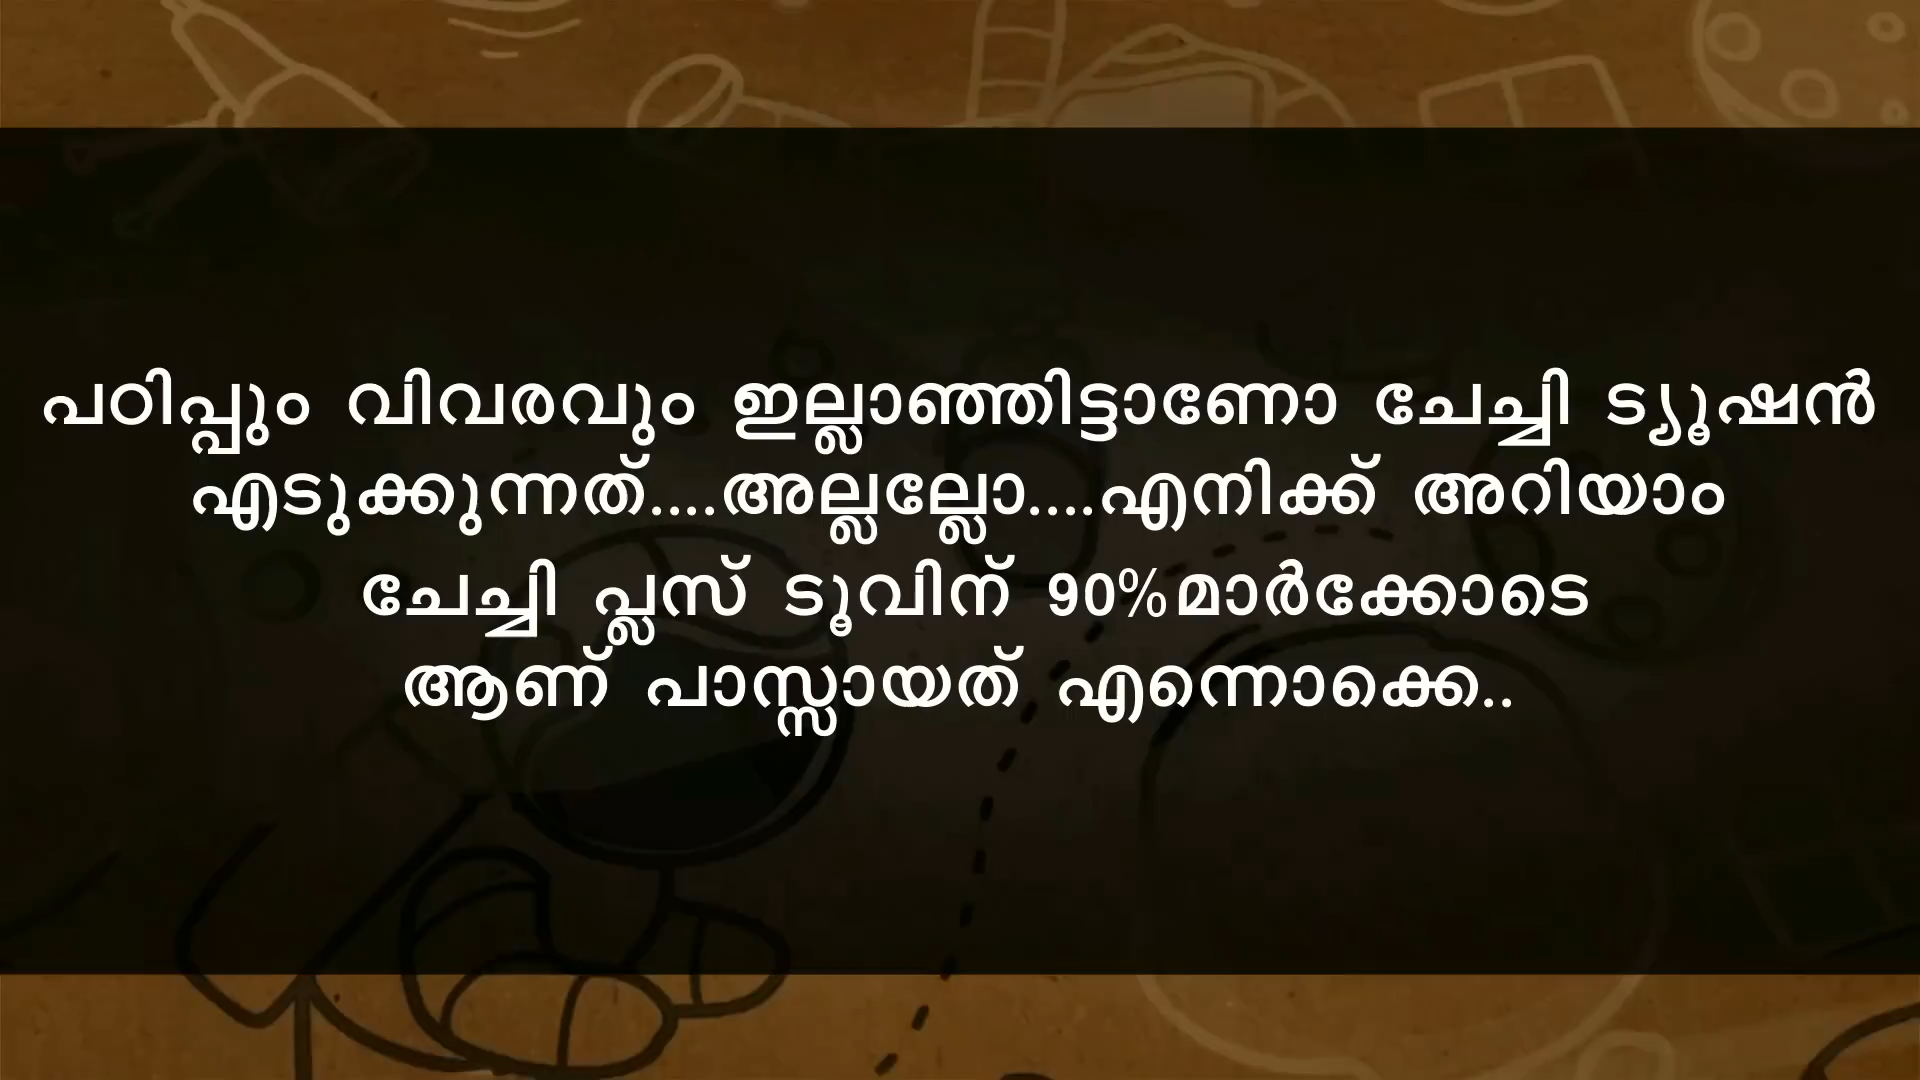 പഠിപ്പും വിവരവും ഇല്ലാഞ്ഞിട്ടാണോ ചേച്ചി ട്യൂഷൻ
എടുക്കുന്നത്....അല്ലല്ലോ....എനിക്ക് അറിയാം
ചേച്ചി പ്ലസ് ടൂവിന് 90%മാർക്കോടെ
ആണ് പാസ്സായത് എന്നൊക്കെ..